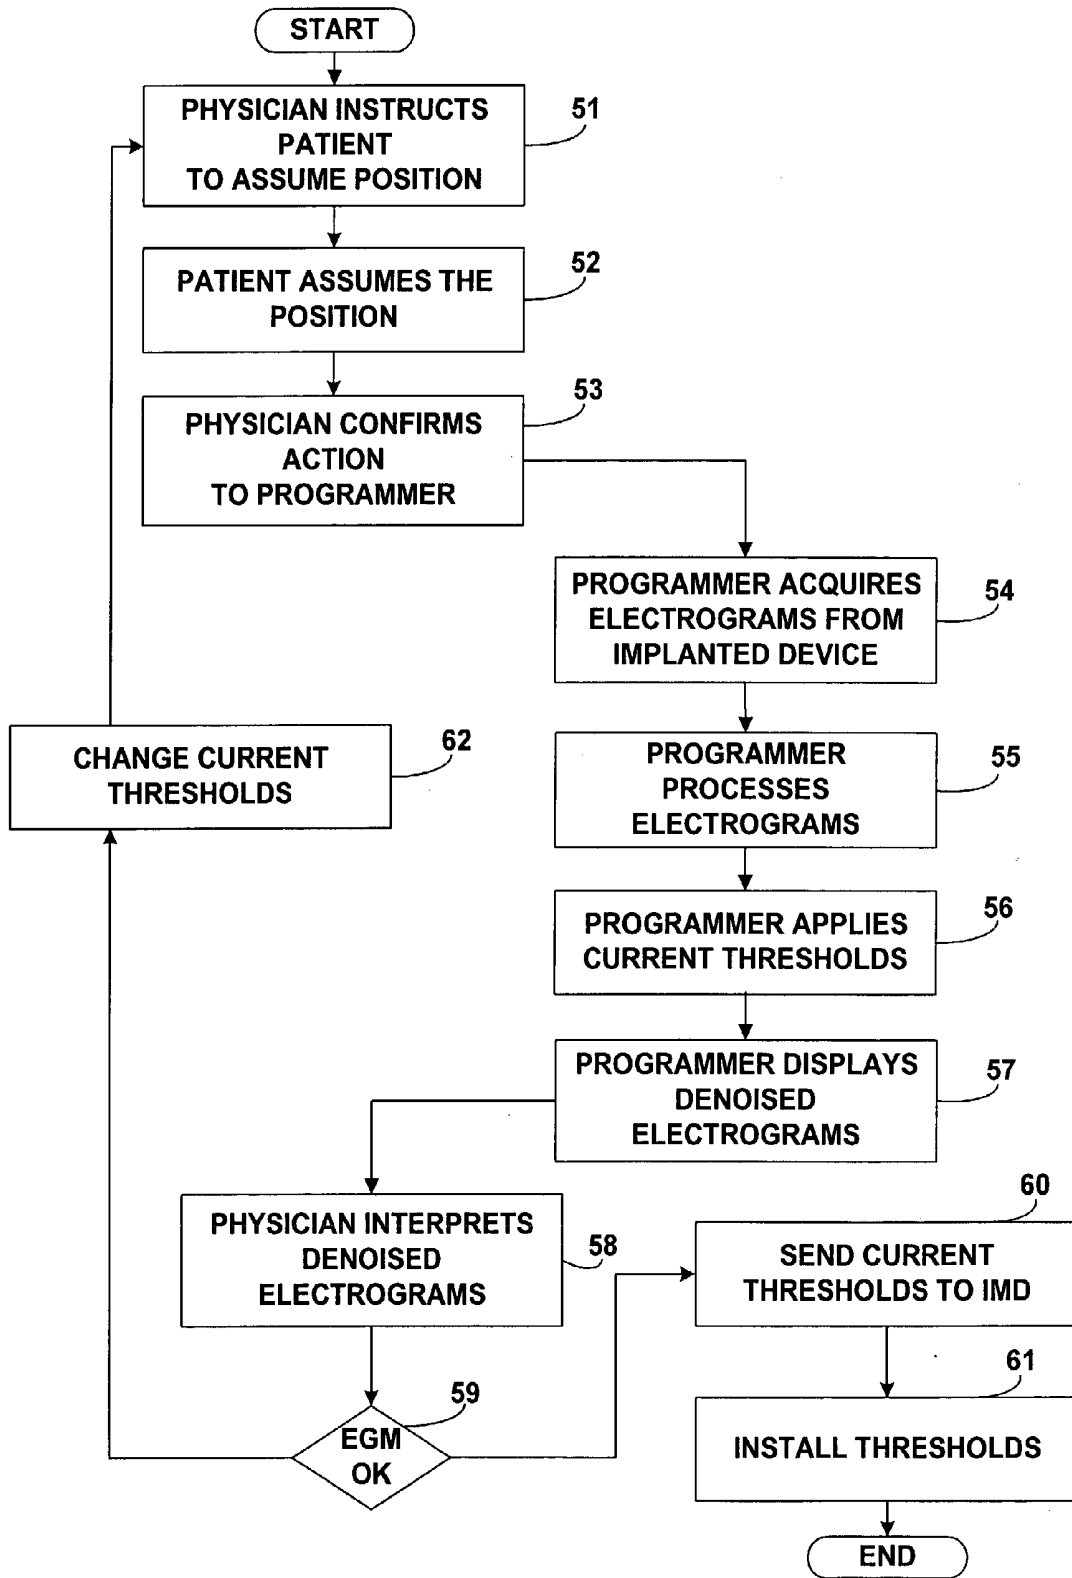 START
PHYSICIAN INSTRUCTS
PATIENT
TO ASSUME POSITION
51
PATIENT ASSUMES THE
POSITION
52
PHYSICIAN CONFIRMS
ACTION
TO PROGRAMMER
53
PROGRAMMER ACQUIRES
ELECTROGRAMS FROM
IMPLANTED DEVICE
54
CHANGE CURRENT
THRESHOLDS
62
PROGRAMMER
PROCESSES
ELECTROGRAMS
55
PROGRAMMER APPLIES
CURRENT THRESHOLDS
56
PROGRAMMER DISPLAYS
DENOISED
ELECTROGRAMS
57
PHYSICIAN INTERPRETS
DENOISED
ELECTROGRAMS
58
EGM
OK
59
SEND CURRENT
THRESHOLDS TO IMD
60
INSTALL THRESHOLDS
61
END